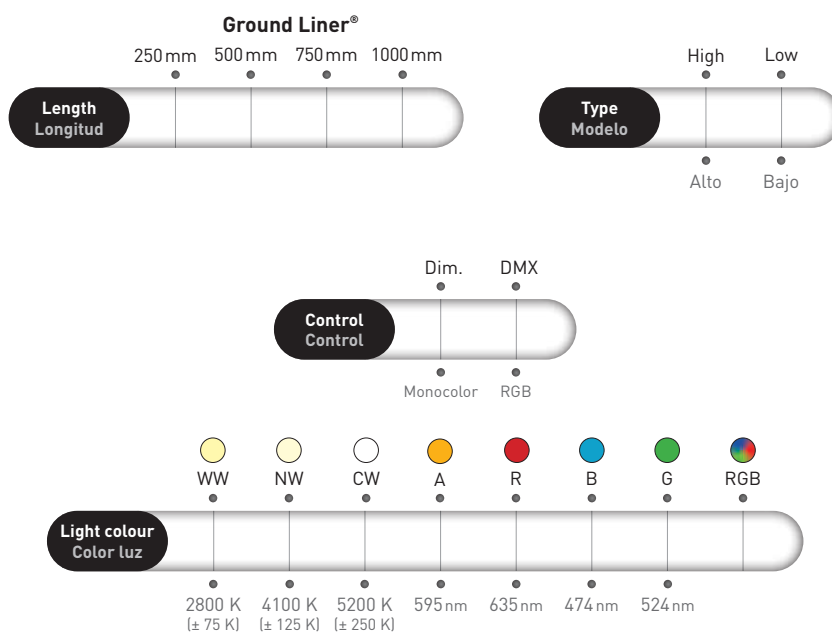 Ground Liner®
250 mm 500 mm 750 mm 1000 mm
Length
Longitud
High Low
Type
Modelo
Alto Bajo
Dim. DMX
Control
Control
Monocolor RGB
WW NW CW A R B G RGB
Light colour
Color luz
2800 K 4100 K 5200 K 595 nm 635 nm 474 nm 524 nm
(± 75 K) (± 125 K) (± 250 K)